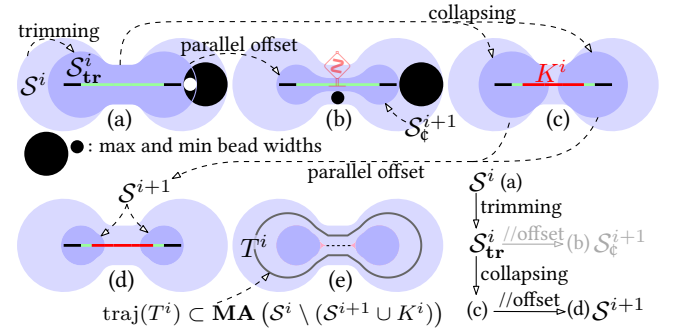 trimming
collapsing
S^i
S^i_tr
parallel offset
K^i
S^{i+1}_¢
(a)
(b)
(c)
: max and min bead widths
parallel offset
S^{i+1}
S^i (a)
trimming
T^i
S^i_tr //offset (b) S^{i+1}_¢
collapsing
(d)
(e)
(c) //offset (d) S^{i+1}
traj(T^i) ⊂ MA (S^i \ (S^{i+1} ∪ K^i))